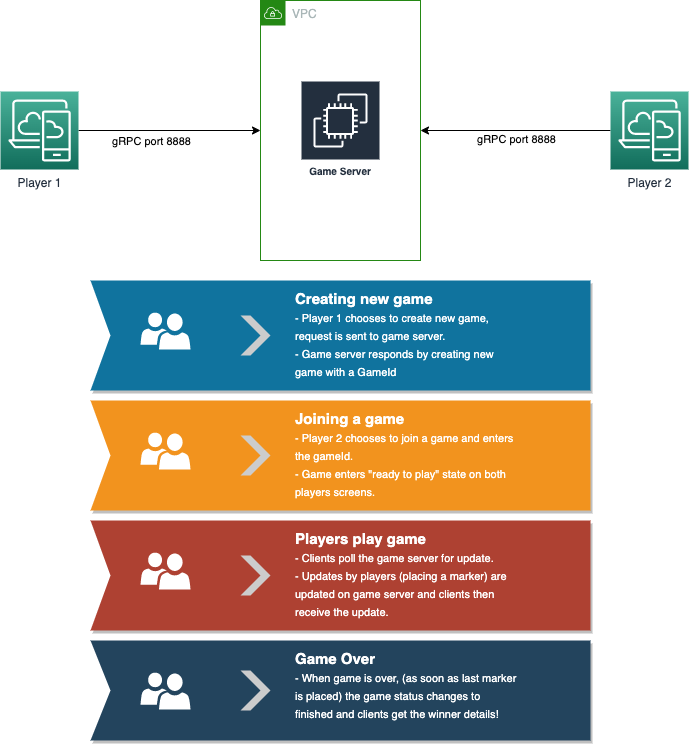 VPC
gRPC port 8888
gRPC port 8888
Game Server
Player 1
Player 2
Creating new game
- Player 1 chooses to create new game,
request is sent to game server.
- Game server responds by creating new
game with a GameId
Joining a game
- Player 2 chooses to join a game and enters
the gameId.
- Game enters "ready to play" state on both
players screens.
Players play game
- Clients poll the game server for update.
- Updates by players (placing a marker) are
updated on game server and clients then
receive the update.
Game Over
- When game is over, (as soon as last marker
is placed) the game status changes to
finished and clients get the winner details!